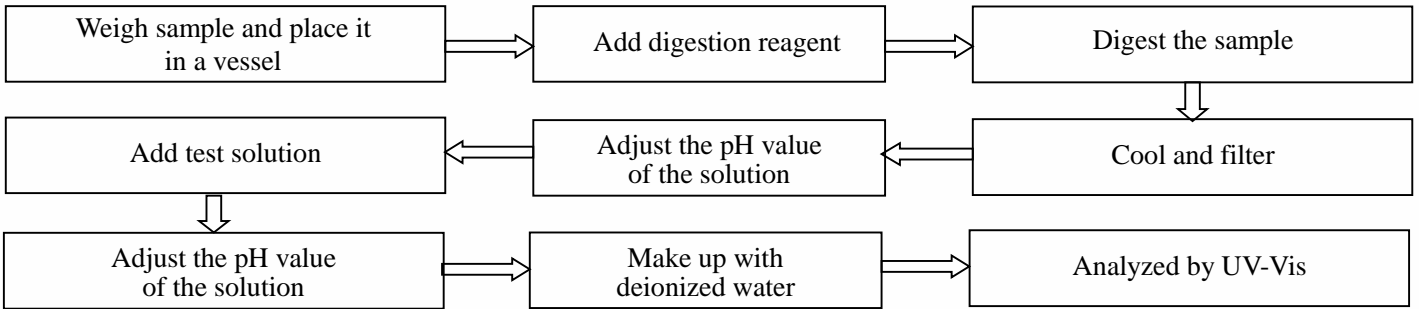 Weigh sample and place it
in a vessel
Add digestion reagent
Digest the sample
Cool and filter
Adjust the pH value
of the solution
Add test solution
Adjust the pH value
of the solution
Make up with
deionized water
Analyzed by UV-Vis